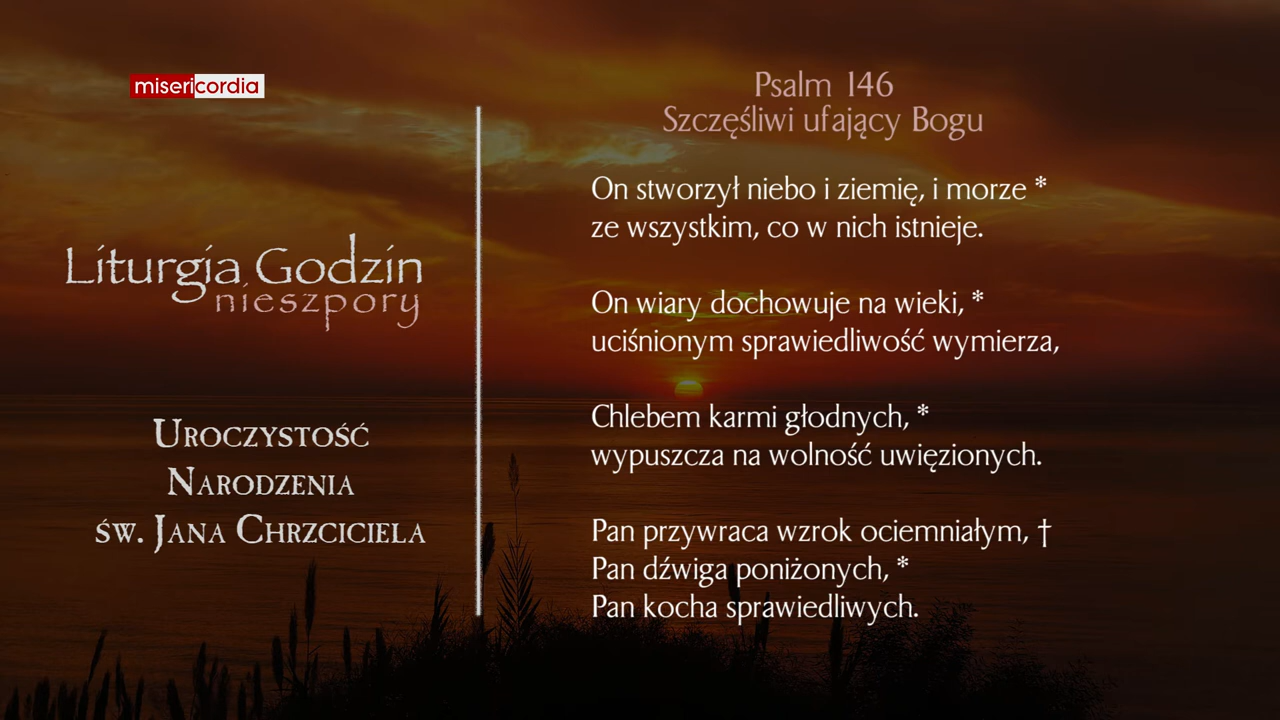 misericordia
Liturgia Godzin
nieszpory
Uroczystość
Narodzenia
św. Jana Chrzciciela
Psalm 146
Szczęśliwi ufający Bogu
On stworzył niebo i ziemię, i morze *
ze wszystkim, co w nich istnieje.
On wiary dochowuje na wieki, *
uciśnionym sprawiedliwość wymierza,
Chlebem karmi głodnych, *
wypuszcza na wolność uwięzionych.
Pan przywraca wzrok ociemniałym, †
Pan dźwiga poniżonych, *
Pan kocha sprawiedliwych.